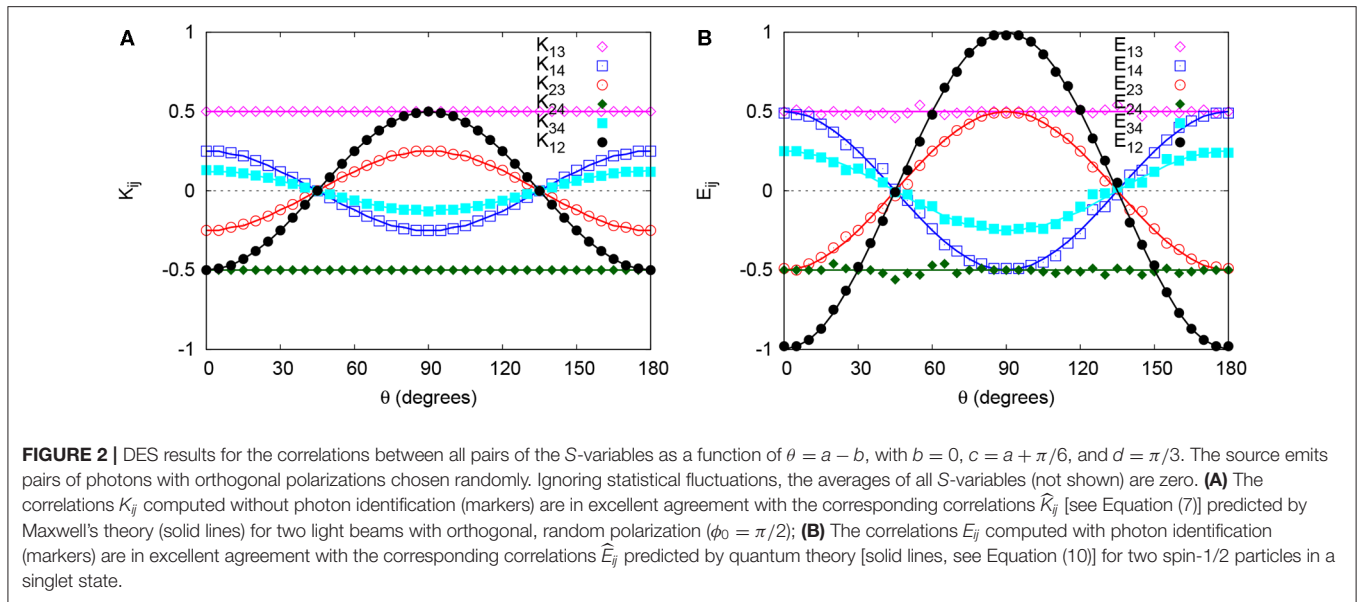 A
K13
K14
K23
K24
K34
K12
1
0.5
0
-0.5
-1
Kij
0 30 60 90 120 150 180
θ (degrees)
B
E13
E14
E23
E24
E34
E12
1
0.5
0
-0.5
-1
Eij
0 30 60 90 120 150 180
θ (degrees)
FIGURE 2 | DES results for the correlations between all pairs of the S-variables as a function of θ = a − b, with b = 0, c = a + π/6, and d = π/3. The source emits
pairs of photons with orthogonal polarizations chosen randomly. Ignoring statistical fluctuations, the averages of all S-variables (not shown) are zero. (A) The
correlations Kij computed without photon identification (markers) are in excellent agreement with the corresponding correlations K̂ij [see Equation (7)] predicted by
Maxwell's theory (solid lines) for two light beams with orthogonal, random polarization (ϕ0 = π/2); (B) The correlations Eij computed with photon identification
(markers) are in excellent agreement with the corresponding correlations Êij predicted by quantum theory [solid lines, see Equation (10)] for two spin-1/2 particles in a
singlet state.